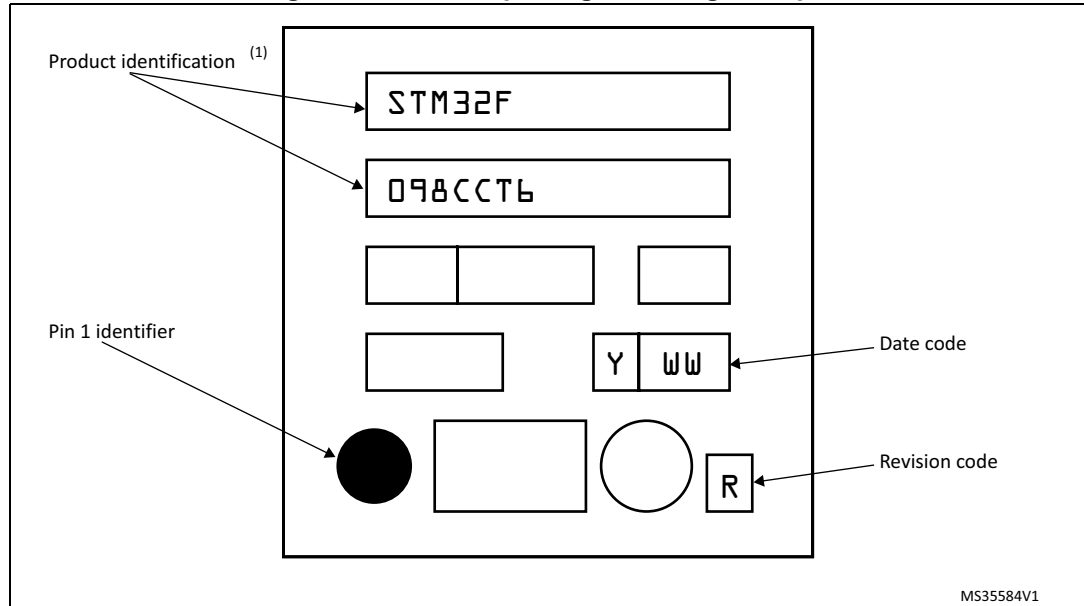 Product identification (1)
STM32F
098CCT6
Pin 1 identifier
Y WW
Date code
Revision code
R
MS35584V1